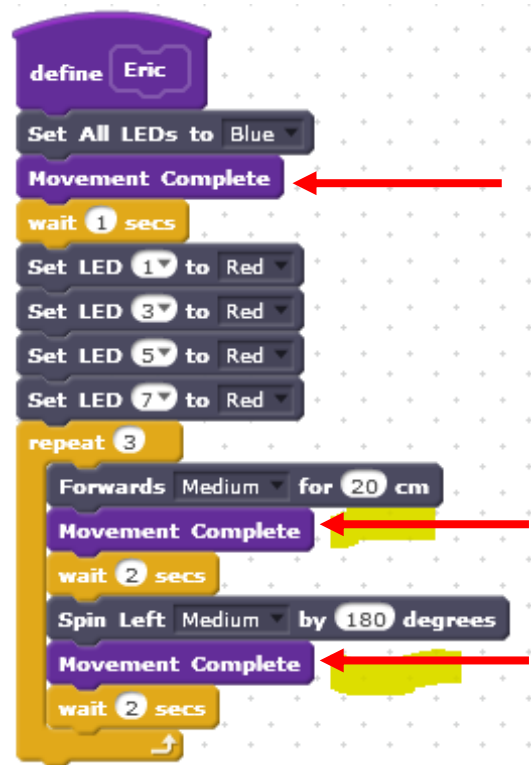 define Eric
Set All LEDs to Blue
Movement Complete
wait 1 secs
Set LED 1 to Red
Set LED 3 to Red
Set LED 5 to Red
Set LED 7 to Red
repeat 3
Forwards Medium for 20 cm
Movement Complete
wait 2 secs
Spin Left Medium by 180 degrees
Movement Complete
wait 2 secs